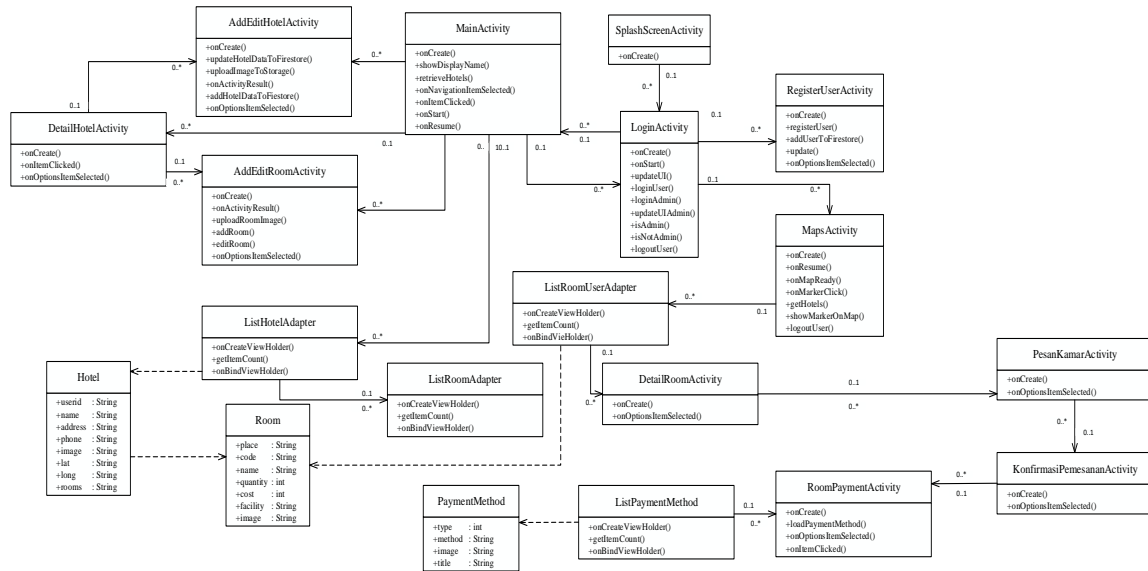 AddEditHotelActivity
+onCreate()
+updateHotelDataToFirestore()
+uploadImageToStorage()
+onActivityResult()
+addHotelDataToFiestore()
+onOptionsItemSelected()
MainActivity
+onCreate()
+showDisplayName()
+retrieveHotels()
+onNavigationItemSelected()
+onItemClicked()
+onStart()
+onResume()
SplashScreenActivity
+onCreate()
RegisterUserActivity
+onCreate()
+registerUser()
+addUserToFirestore()
+update()
+onOptionsItemSelected()
DetailHotelActivity
+onCreate()
+onItemClicked()
+onOptionsItemSelected()
LoginActivity
+onCreate()
+onStart()
+updateUI()
+loginUser()
+loginAdmin()
+updateUIAdmin()
+isAdmin()
+isNotAdmin()
+logoutUser()
AddEditRoomActivity
+onCreate()
+onActivityResult()
+uploadRoomImage()
+addRoom()
+editRoom()
+onOptionsItemSelected()
MapsActivity
+onCreate()
+onResume()
+onMapReady()
+onMarkerClick()
+getHotels()
+showMarkerOnMap()
+logoutUser()
ListRoomUserAdapter
+onCreateViewHolder()
+getItemCount()
+onBindVieHolder()
ListHotelAdapter
+onCreateViewHolder()
+getItemCount()
+onBindViewHolder()
Hotel
+userid : String
+name : String
+address : String
+phone : String
+image : String
+lat : String
+long : String
+rooms : String
ListRoomAdapter
+onCreateViewHolder()
+getItemCount()
+onBindViewHolder()
DetailRoomActivity
+onCreate()
+onOptionsItemSelected()
PesanKamarActivity
+onCreate()
+onOptionsItemSelected()
Room
+place : String
+code : String
+name : String
+quantity : int
+cost : int
+facility : String
+image : String
KonfirmasiPemesananActivity
+onCreate()
+onOptionsItemSelected()
PaymentMethod
+type : int
+method : String
+image : String
+title : String
ListPaymentMethod
+onCreateViewHolder()
+getItemCount()
+onBindViewHolder()
RoomPaymentActivity
+onCreate()
+loadPaymentMethod()
+onOptionsItemSelected()
+onItemClicked()
0..*
0..1
0..*
0..*
0..1
0..1
0..*
0..*
0..
10..1
0..1
0..*
0..*
0..1
0..*
0..1
0..1
0..*
0..1
0..*
0..*
0..1
0..*
0..1
0..*
0..1
0..*
0..1
0..*
0..*
0..1
0..*
0..1
0..1
0..*